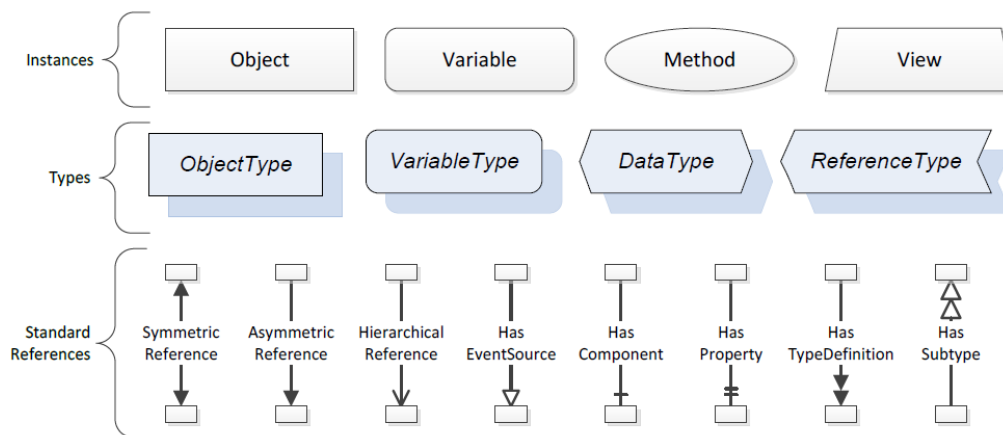 Instances
Object
Variable
Method
View
Types
ObjectType
VariableType
DataType
ReferenceType
Standard
References
Symmetric
Reference
Asymmetric
Reference
Hierarchical
Reference
Has
EventSource
Has
Component
Has
Property
Has
TypeDefinition
Has
Subtype